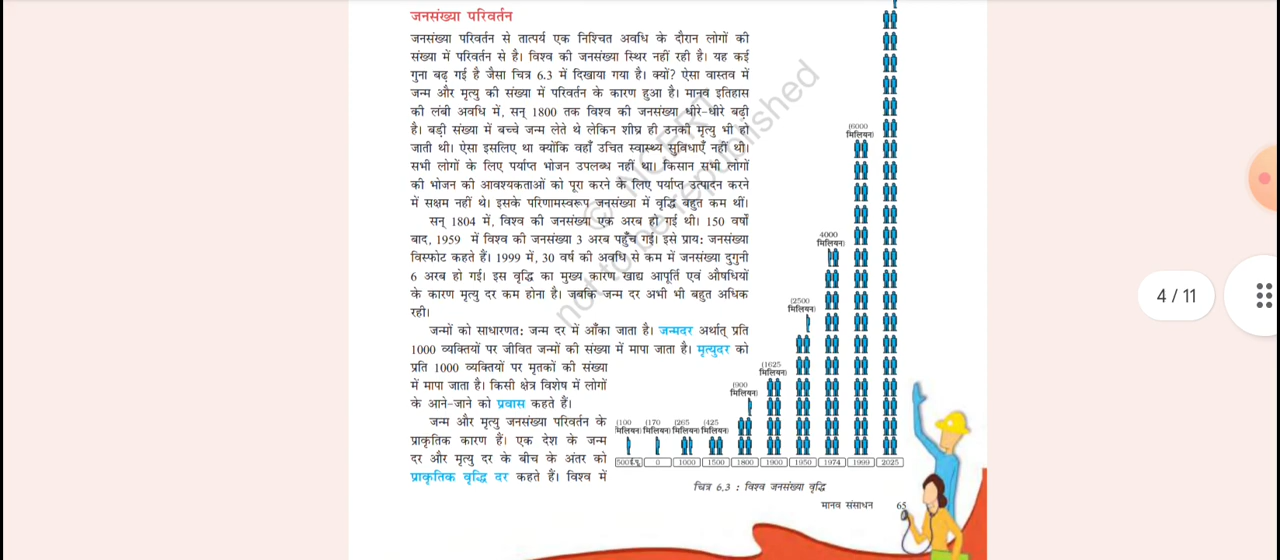 जनसंख्या परिवर्तन
जनसंख्या परिवर्तन से तात्पर्य एक निश्चित अवधि के दौरान लोगों की
संख्या में परिवर्तन से है। विश्व की जनसंख्या स्थिर नहीं रही है। यह कई
गुना बढ़ गई है जैसा चित्र 6.3 में दिखाया गया है। क्यों? ऐसा वास्तव में
जन्म और मृत्यु की संख्या में परिवर्तन के कारण हुआ है। मानव इतिहास
की लंबी अवधि में, सन् 1800 तक विश्व की जनसंख्या धीरे-धीरे बढ़ी
है। बड़ी संख्या में बच्चे जन्म लेते थे लेकिन शीघ्र ही उनकी मृत्यु भी हो
जाती थी। ऐसा इसलिए था क्योंकि वहाँ उचित स्वास्थ्य सुविधाएँ नहीं थी।
सभी लोगों के लिए पर्याप्त भोजन उपलब्ध नहीं था। किसान सभी लोगों
की भोजन की आवश्यकताओं को पूरा करने के लिए पर्याप्त उत्पादन करने
में सक्षम नहीं थे। इसके परिणामस्वरूप जनसंख्या में वृद्धि बहुत कम थीं।
सन् 1804 में, विश्व की जनसंख्या एक अरब हो गई थी। 150 वर्षों
बाद, 1959 में विश्व की जनसंख्या 3 अरब पहुँच गई। इसे प्राय: जनसंख्या
विस्फोट कहते हैं। 1999 में, 30 वर्ष की अवधि से कम में जनसंख्या दुगुनी
6 अरब हो गई। इस वृद्धि का मुख्य कारण खाद्य आपूर्ति एवं औषधियों
के कारण मृत्यु दर कम होना है। जबकि जन्म दर अभी भी बहुत अधिक
रही।
जन्मों को साधारणत: जन्म दर में आँका जाता है। जन्मदर अर्थात् प्रति
1000 व्यक्तियों पर जीवित जन्मों की संख्या में मापा जाता है। मृत्युदर को
प्रति 1000 व्यक्तियों पर मृतकों की संख्या
में मापा जाता है। किसी क्षेत्र विशेष में लोगों
के आने-जाने को प्रवास कहते हैं।
जन्म और मृत्यु जनसंख्या परिवर्तन के
प्राकृतिक कारण हैं। एक देश के जन्म
दर और मृत्यु दर के बीच के अंतर को
प्राकृतिक वृद्धि दर कहते हैं। विश्व में
(100 मिलियन)
(170 मिलियन)
(265 मिलियन)
(425 मिलियन)
(900 मिलियन)
(1625 मिलियन)
(2500 मिलियन)
4000 मिलियन)
(6000 मिलियन)
500ई.पू. 0 1000 1500 1800 1900 1950 1974 1999 2025
चित्र 6.3 : विश्व जनसंख्या वृद्धि
मानव संसाधन 65
© NCERT
not to be republished
4 / 11